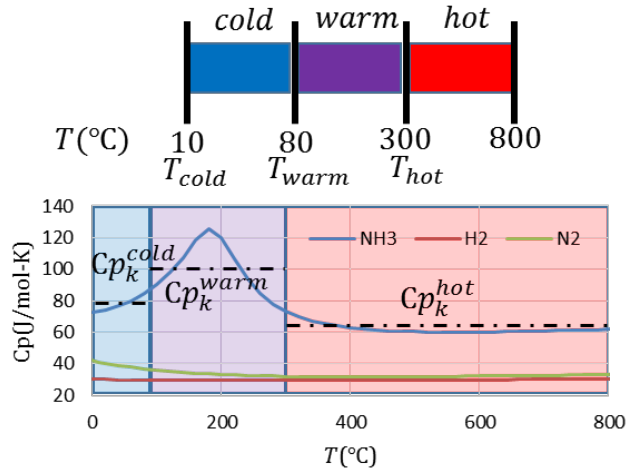 cold warm hot
T(°C) 10 80 300 800
T_cold T_warm T_hot
140
120
100
80
60
40
20
Cp(J/mol-K)
NH3 H2 N2
Cp_k^cold
Cp_k^warm
Cp_k^hot
0 200 400 600 800
T(°C)